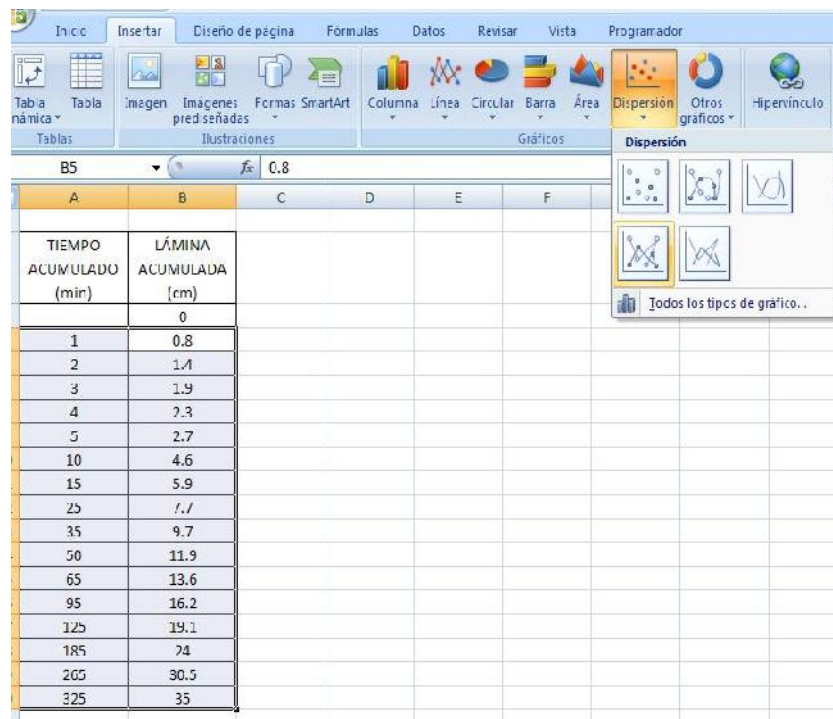 Inicio Insertar Diseño de página Fórmulas Datos Revisar Vista Programador
Tabla
námica
Tabla
Imagen
Imágenes
prediseñadas
Formas
SmartArt
Columna
Línea
Circular
Barra
Área
Dispersión
Otros
gráficos
Hipervínculo
Tablas Ilustraciones Gráficos
Dispersión
Todos los tipos de gráfico...
B5 fx 0.8
A B C D E F
TIEMPO
ACUMULADO
(min)
LÁMINA
ACUMULADA
(cm)
0
1 0.8
2 1.4
3 1.9
4 2.3
5 2.7
10 4.6
15 5.9
25 7.7
35 9.7
50 11.9
65 13.6
95 16.2
125 19.1
185 24
265 30.5
325 35